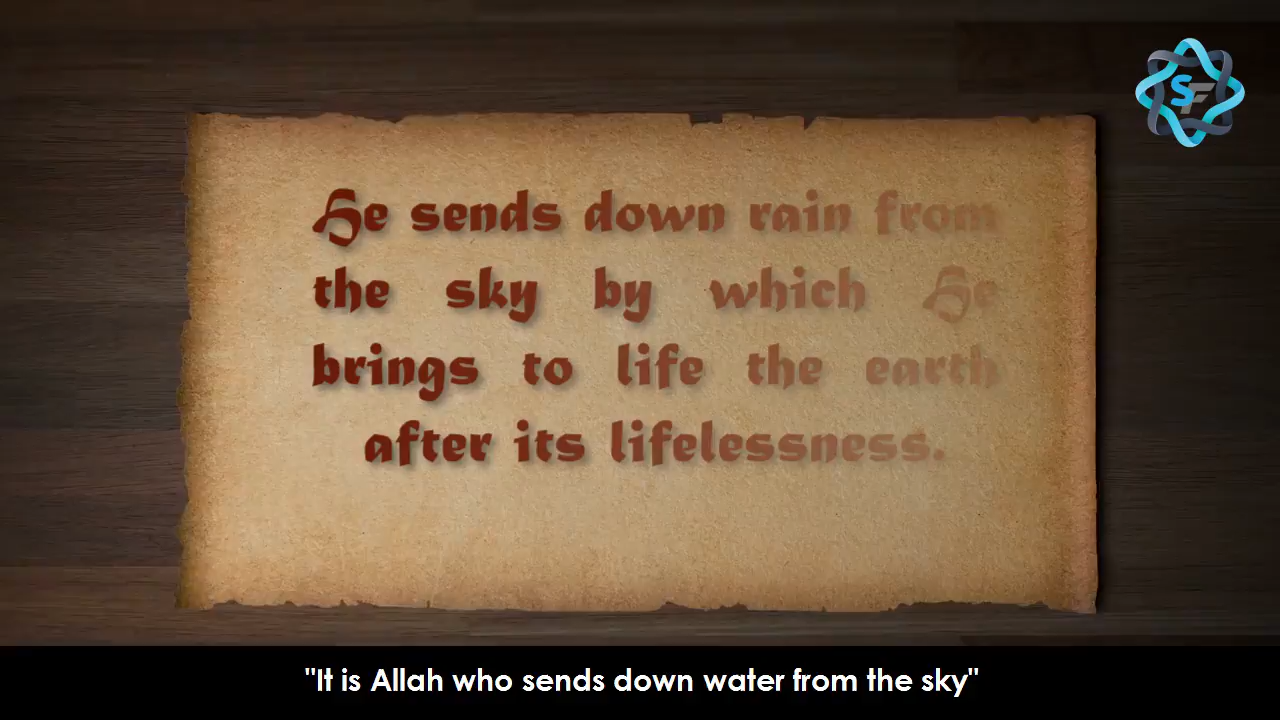 SF
He sends down rain from
the sky by which He
brings to life the earth
after its lifelessness.
"It is Allah who sends down water from the sky"